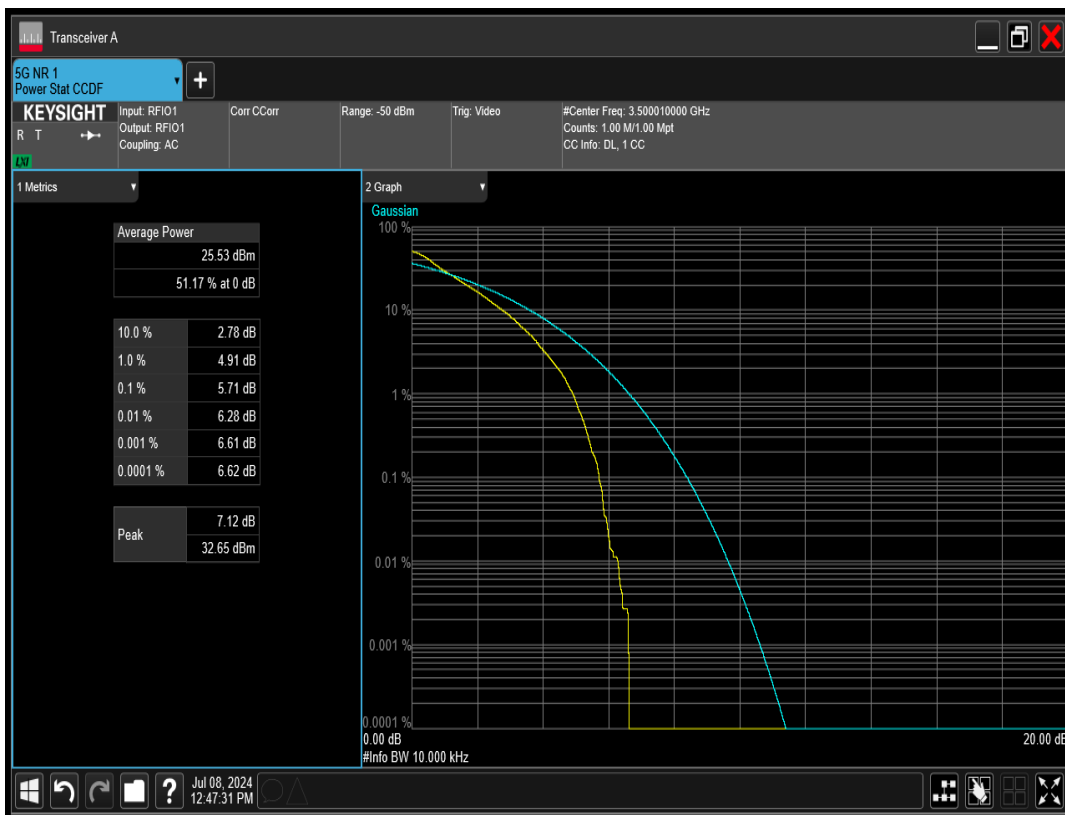 Transceiver A
5G NR 1
Power Stat CCDF
+
KEYSIGHT
R T
LXI
Input: RFIO1
Output: RFIO1
Coupling: AC
Corr CCorr
Range: -50 dBm
Trig: Video
#Center Freq: 3.500010000 GHz
Counts: 1.00 M/1.00 Mpt
CC Info: DL, 1 CC
1 Metrics
Average Power
25.53 dBm
51.17 % at 0 dB
10.0 % 2.78 dB
1.0 % 4.91 dB
0.1 % 5.71 dB
0.01 % 6.28 dB
0.001 % 6.61 dB
0.0001 % 6.62 dB
Peak
7.12 dB
32.65 dBm
2 Graph
Gaussian
100 %
10 %
1 %
0.1 %
0.01 %
0.001 %
0.0001 %
0.00 dB 20.00 dB
#Info BW 10.000 kHz
?
Jul 08, 2024
12:47:31 PM